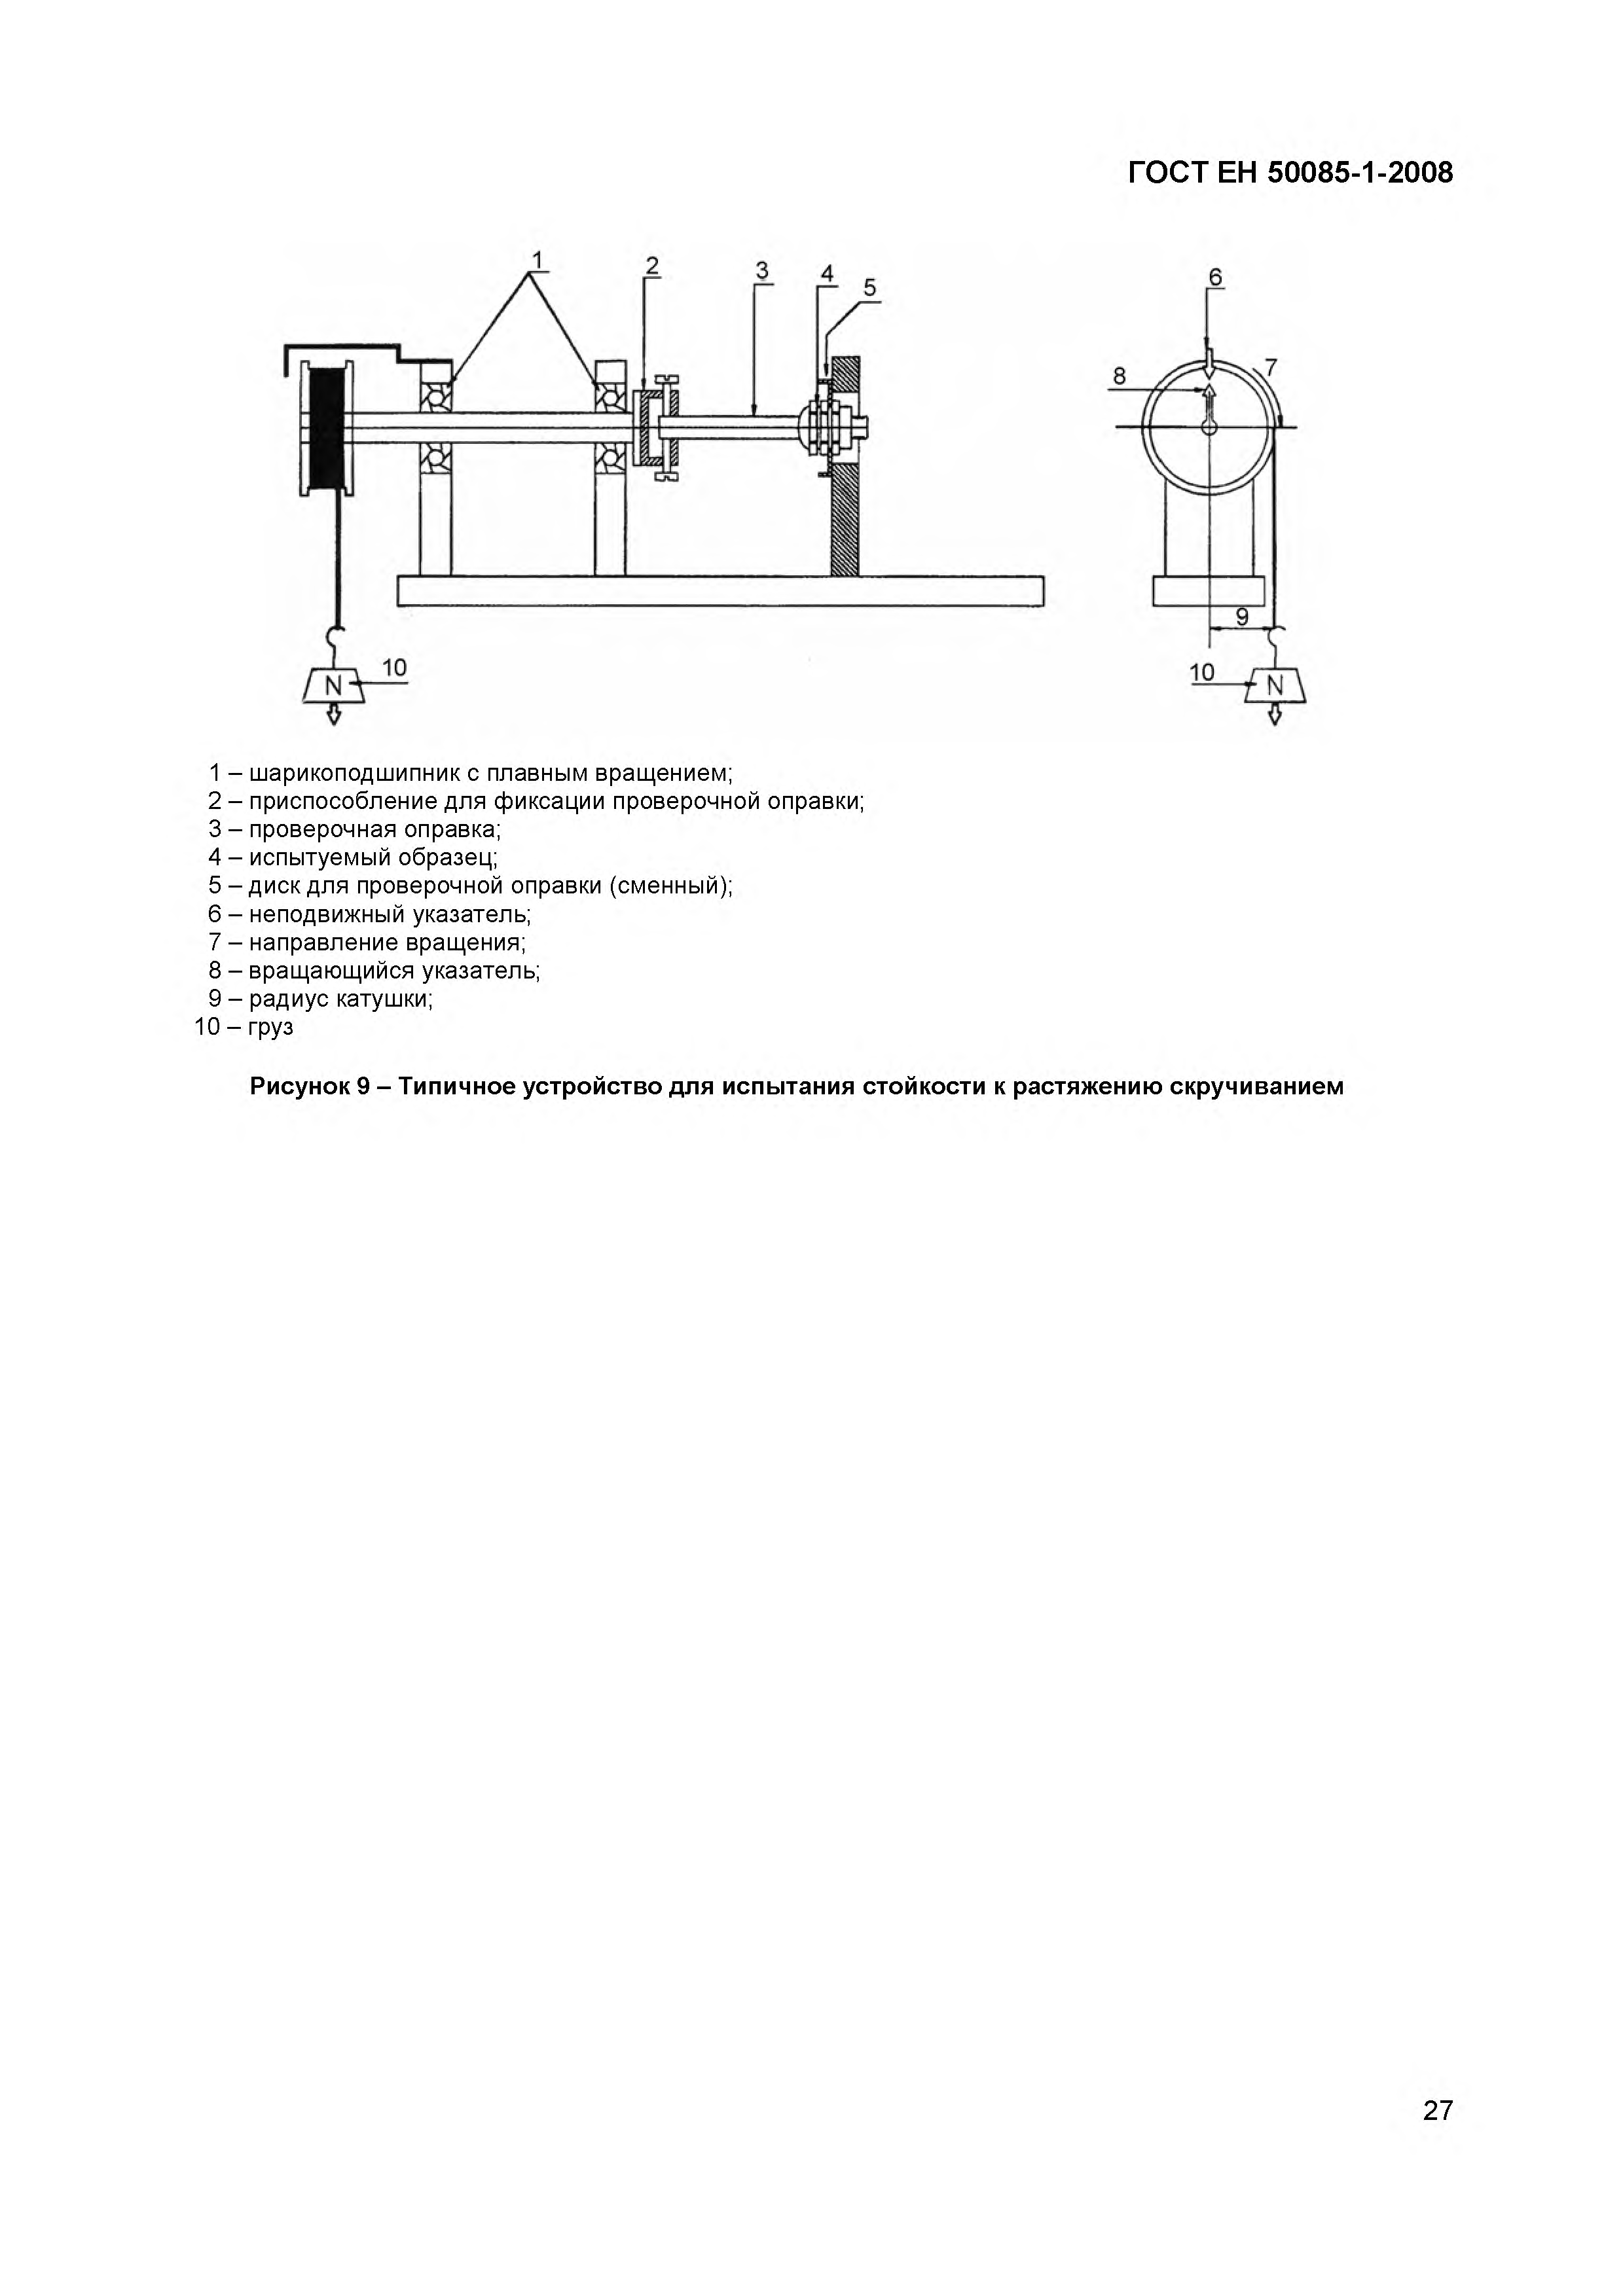 ГОСТ ЕН 50085-1-2008
1
2
3
4
5
6
7
8
9
10
N
10
N
1 – шарикоподшипник с плавным вращением;
2 – приспособление для фиксации проверочной оправки;
3 – проверочная оправка;
4 – испытуемый образец;
5 – диск для проверочной оправки (сменный);
6 – неподвижный указатель;
7 – направление вращения;
8 – вращающийся указатель;
9 – радиус катушки;
10 – груз
Рисунок 9 – Типичное устройство для испытания стойкости к растяжению скручиванием
27